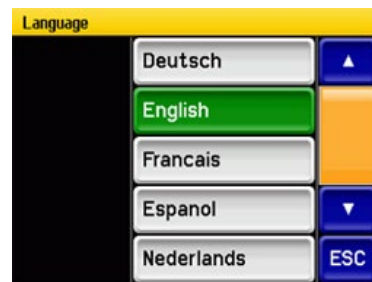 Language
Deutsch
English
Francais
Espanol
Nederlands
ESC